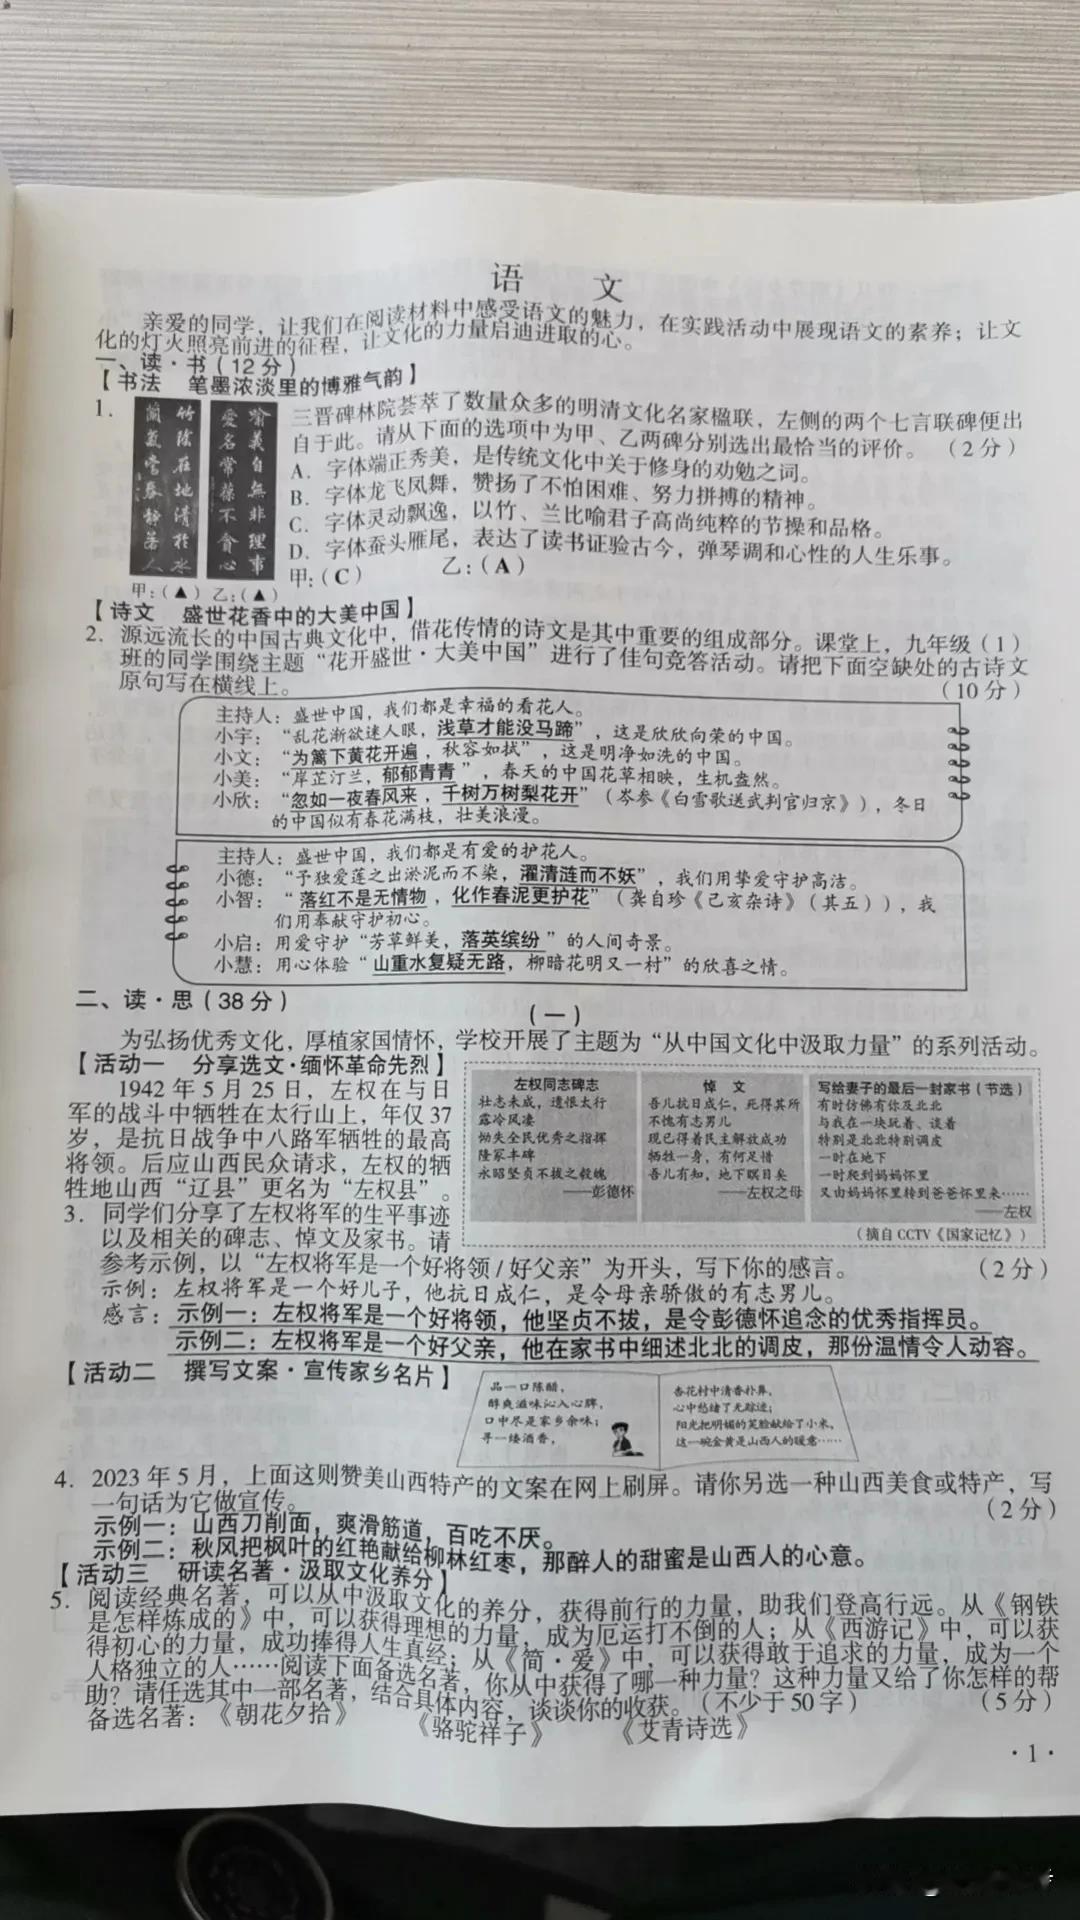 语 文
亲爱的同学，让我们在阅读材料中感受语文的魅力，在实践活动中展现语文的素养；让文
化的灯火照亮前进的征程，让文化的力量启迪进取的心。
一、读·书（12分）
【书法 笔墨浓淡里的博雅气韵】
1.
竹陰在地清於水
蘭氣當春靜若人
喻義自無非理事
愛名常葆不貪心
甲：（▲）乙：（▲）
三晋碑林院荟萃了数量众多的明清文化名家楹联，左侧的两个七言联碑便出
自于此。请从下面的选项中为甲、乙两碑分别选出最恰当的评价。（2分）
A. 字体端正秀美，是传统文化中关于修身的劝勉之词。
B. 字体龙飞凤舞，赞扬了不怕困难、努力拼搏的精神。
C. 字体灵动飘逸，以竹、兰比喻君子高尚纯粹的节操和品格。
D. 字体蚕头雁尾，表达了读书证验古今，弹琴调和心性的人生乐事。
甲：（C） 乙：（A）
【诗文 盛世花香中的大美中国】
2. 源远流长的中国古典文化中，借花传情的诗文是其中重要的组成部分。课堂上，九年级（1）
班的同学围绕主题“花开盛世·大美中国”进行了佳句竞答活动。请把下面空缺处的古诗文
原句写在横线上。（10分）
主持人：盛世中国，我们都是幸福的看花人。
小宇：“乱花渐欲迷人眼，浅草才能没马蹄”，这是欣欣向荣的中国。
小文：“为篱下黄花开遍，秋容如拭”，这是明净如洗的中国。
小美：“岸芷汀兰，郁郁青青”，春天的中国花草相映，生机盎然。
小欣：“忽如一夜春风来，千树万树梨花开”（岑参《白雪歌送武判官归京》），冬日
的中国似有春花满枝，壮美浪漫。
主持人：盛世中国，我们都是有爱的护花人。
小德：“予独爱莲之出淤泥而不染，濯清涟而不妖”，我们用挚爱守护高洁。
小智：“落红不是无情物，化作春泥更护花”（龚自珍《己亥杂诗》（其五）），我
们用奉献守护初心。
小启：用爱守护“芳草鲜美，落英缤纷”的人间奇景。
小慧：用心体验“山重水复疑无路，柳暗花明又一村”的欣喜之情。
二、读·思（38分）
（一）
为弘扬优秀文化，厚植家国情怀，学校开展了主题为“从中国文化中汲取力量”的系列活动。
【活动一 分享选文·缅怀革命先烈】
1942年5月25日，左权在与日
军的战斗中牺牲在太行山上，年仅37
岁，是抗日战争中八路军牺牲的最高
将领。后应山西民众请求，左权的牺
牲地山西“辽县”更名为“左权县”。
左权同志碑志
壮志未成，遗恨太行
露冷风凄
恸失全民优秀之指挥
隆冢丰碑
永昭坚贞不拔之毅魄
——彭德怀
悼 文
吾儿抗日成仁，死得其所
不愧有志男儿
现已得着民主解放成功
牺牲一身，有何足惜
吾儿有知，地下瞑目矣
——左权之母
写给妻子的最后一封家书（节选）
有时仿佛有你及北北
与我在一块玩着、谈着
特别是北北特别调皮
一时在地下
一时爬到妈妈怀里
又由妈妈怀里转到爸爸怀里来……
——左权
（摘自CCTV《国家记忆》）
3. 同学们分享了左权将军的生平事迹
以及相关的碑志、悼文及家书。请
参考示例，以“左权将军是一个好将领/好父亲”为开头，写下你的感言。（2分）
示例：左权将军是一个好儿子，他抗日成仁，是令母亲骄傲的有志男儿。
感言：示例一：左权将军是一个好将领，他坚贞不拔，是令彭德怀追念的优秀指挥员。
示例二：左权将军是一个好父亲，他在家书中细述北北的调皮，那份温情令人动容。
【活动二 撰写文案·宣传家乡名片】
品一口陈醋，
醇爽滋味沁入心脾，
口中尽是家乡余味；
寻一缕酒香，
杏花村中清香扑鼻，
心中愁绪了无踪迹；
阳光把明媚的笑脸献给了小米，
这一碗金黄是山西人的暖意……
4. 2023年5月，上面这则赞美山西特产的文案在网上刷屏。请你另选一种山西美食或特产，写
一句话为它做宣传。（2分）
示例一：山西刀削面，爽滑筋道，百吃不厌。
示例二：秋风把枫叶的红艳献给柳林红枣，那醉人的甜蜜是山西人的心意。
【活动三 研读名著·汲取文化养分】
5. 阅读经典名著，可以从中汲取文化的养分，获得前行的力量，助我们登高行远。从《钢铁
是怎样炼成的》中，可以获得理想的力量，成为厄运打不倒的人；从《西游记》中，可以获
得初心的力量，成功捧得人生真经；从《简·爱》中，可以获得敢于追求的力量，成为一个
人格独立的人……阅读下面备选名著，你从中获得了哪一种力量？这种力量又给了你怎样的帮
助？请任选其中一部名著，结合具体内容，谈谈你的收获。（不少于50字）（5分）
备选名著：《朝花夕拾》 《骆驼祥子》 《艾青诗选》
·1·